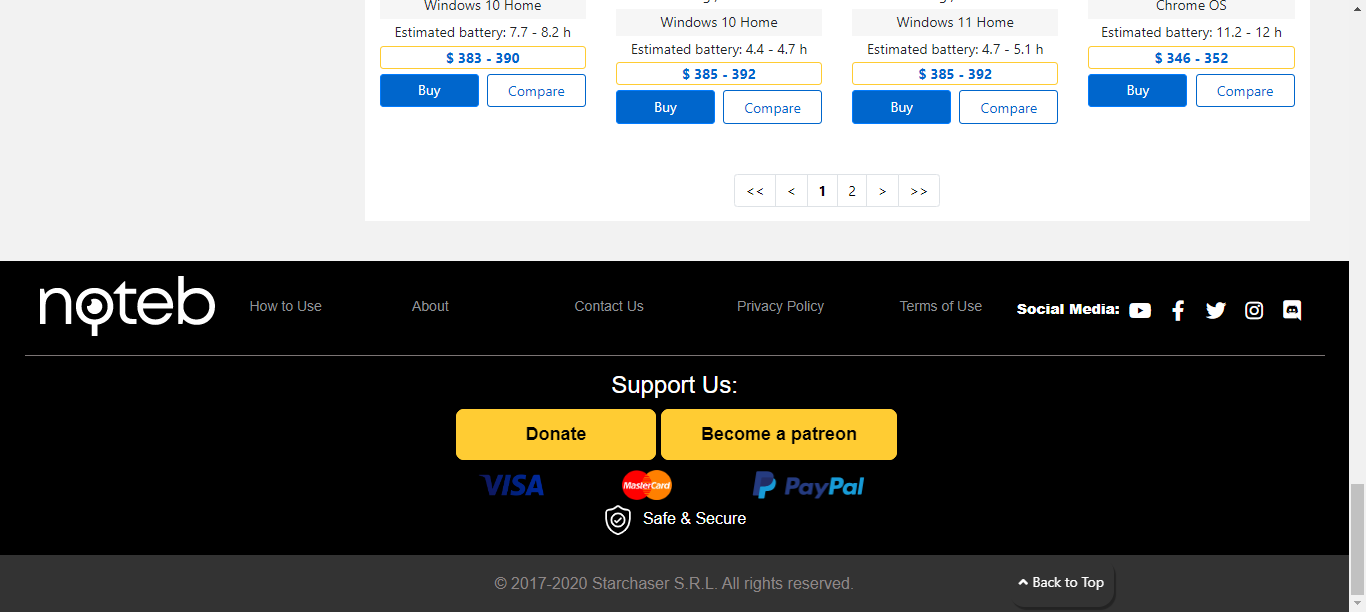 Windows 10 Home
Estimated battery: 7.7 - 8.2 h
$ 383 - 390
Buy Compare
Windows 10 Home
Estimated battery: 4.4 - 4.7 h
$ 385 - 392
Buy Compare
Windows 11 Home
Estimated battery: 4.7 - 5.1 h
$ 385 - 392
Buy Compare
Chrome OS
Estimated battery: 11.2 - 12 h
$ 346 - 352
Buy Compare
<< < 1 2 > >>
noteb How to Use About Contact Us Privacy Policy Terms of Use Social Media:
Support Us:
Donate Become a patreon
VISA MasterCard PayPal
Safe & Secure
© 2017-2020 Starchaser S.R.L. All rights reserved.
Back to Top